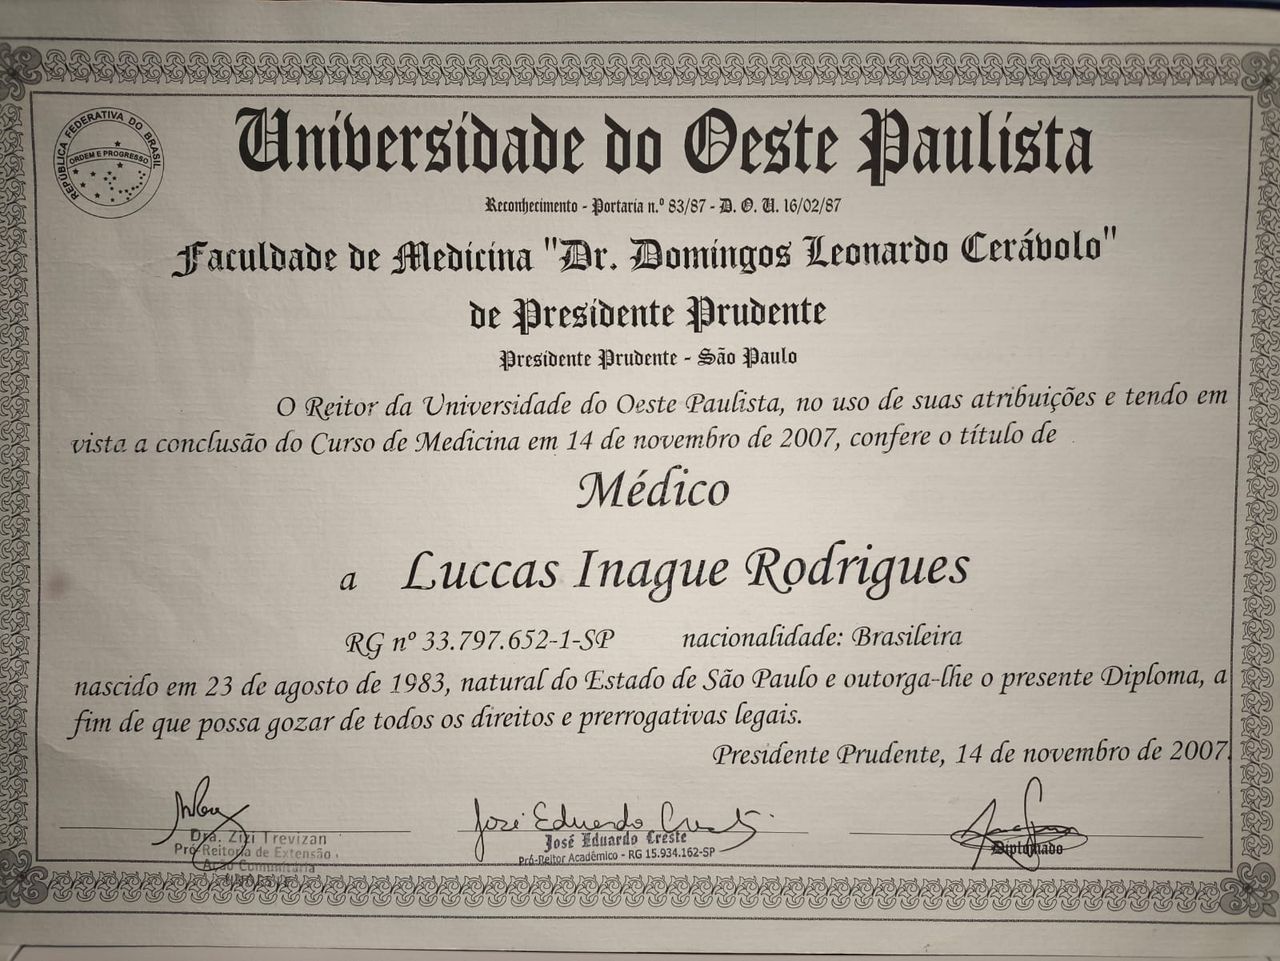 REPÚBLICA FEDERATIVA DO BRASIL
ORDEM E PROGRESSO
Universidade do Oeste Paulista
Reconhecimento - Portaria n.º 83/87 - D. O. U. 16/02/87
Faculdade de Medicina "Dr. Domingos Leonardo Cerávolo"
de Presidente Prudente
Presidente Prudente - São Paulo
O Reitor da Universidade do Oeste Paulista, no uso de suas atribuições e tendo em
vista a conclusão do Curso de Medicina em 14 de novembro de 2007, confere o título de
Médico
a Luccas Inague Rodrigues
RG nº 33.797.652-1-SP nacionalidade: Brasileira
nascido em 23 de agosto de 1983, natural do Estado de São Paulo e outorga-lhe o presente Diploma, a
fim de que possa gozar de todos os direitos e prerrogativas legais.
Presidente Prudente, 14 de novembro de 2007.
José Eduardo Creste
Dra. Zizi Trevizan
Pró-Reitoria de Extensão
Ação Comunitária
José Eduardo Creste
Pró-Reitor Acadêmico - RG 15.934.162-SP
Diplomado